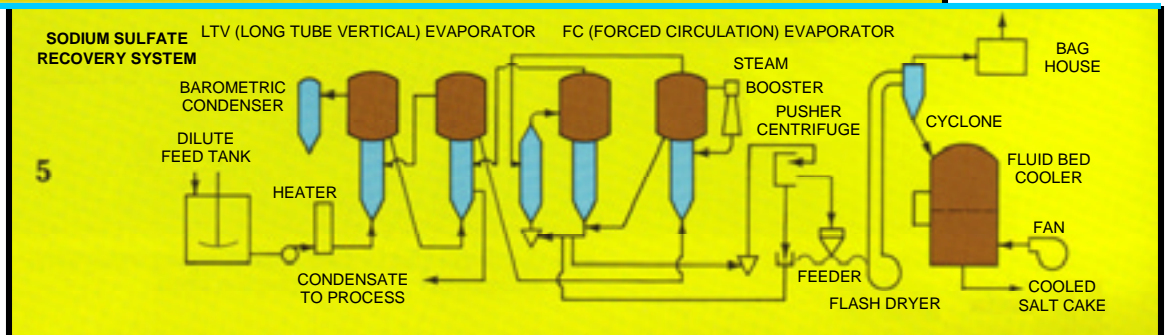 SODIUM SULFATE
RECOVERY SYSTEM
LTV (LONG TUBE VERTICAL) EVAPORATOR
FC (FORCED CIRCULATION) EVAPORATOR
BAROMETRIC
CONDENSER
STEAM
BOOSTER
PUSHER
CENTRIFUGE
BAG
HOUSE
CYCLONE
DILUTE
FEED TANK
5
HEATER
FLUID BED
COOLER
FAN
CONDENSATE
TO PROCESS
FEEDER
FLASH DRYER
COOLED
SALT CAKE